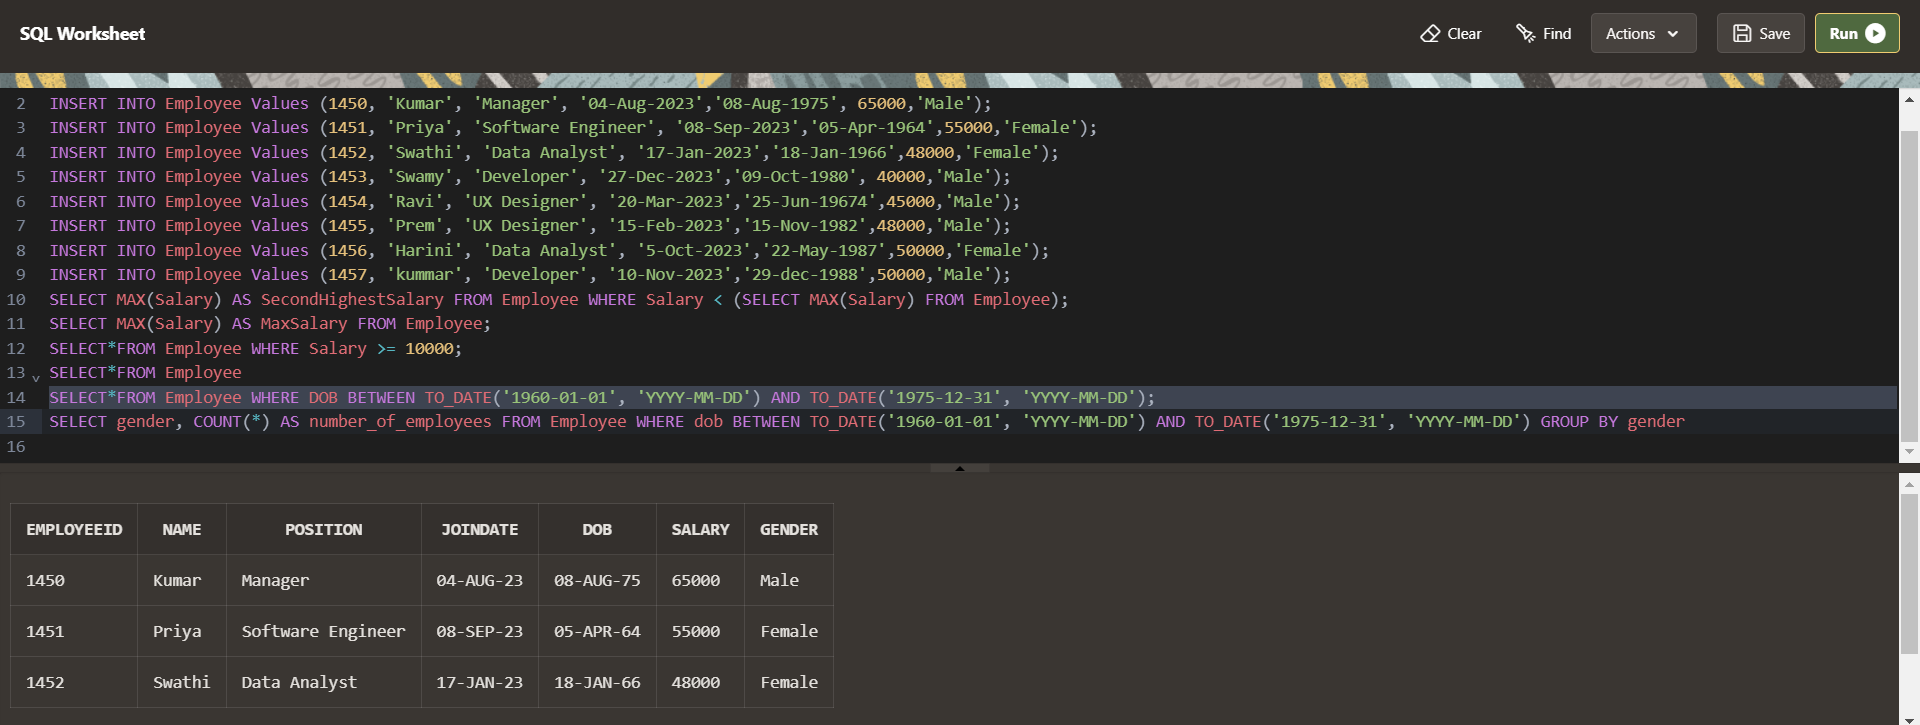 SQL Worksheet
Clear Find Actions Save Run
2 INSERT INTO Employee Values (1450, 'Kumar', 'Manager', '04-Aug-2023','08-Aug-1975', 65000,'Male');
3 INSERT INTO Employee Values (1451, 'Priya', 'Software Engineer', '08-Sep-2023','05-Apr-1964',55000,'Female');
4 INSERT INTO Employee Values (1452, 'Swathi', 'Data Analyst', '17-Jan-2023','18-Jan-1966',48000,'Female');
5 INSERT INTO Employee Values (1453, 'Swamy', 'Developer', '27-Dec-2023','09-Oct-1980', 40000,'Male');
6 INSERT INTO Employee Values (1454, 'Ravi', 'UX Designer', '20-Mar-2023','25-Jun-19674',45000,'Male');
7 INSERT INTO Employee Values (1455, 'Prem', 'UX Designer', '15-Feb-2023','15-Nov-1982',48000,'Male');
8 INSERT INTO Employee Values (1456, 'Harini', 'Data Analyst', '5-Oct-2023','22-May-1987',50000,'Female');
9 INSERT INTO Employee Values (1457, 'kummar', 'Developer', '10-Nov-2023','29-dec-1988',50000,'Male');
10 SELECT MAX(Salary) AS SecondHighestSalary FROM Employee WHERE Salary < (SELECT MAX(Salary) FROM Employee);
11 SELECT MAX(Salary) AS MaxSalary FROM Employee;
12 SELECT*FROM Employee WHERE Salary >= 10000;
13 SELECT*FROM Employee
14 SELECT*FROM Employee WHERE DOB BETWEEN TO_DATE('1960-01-01', 'YYYY-MM-DD') AND TO_DATE('1975-12-31', 'YYYY-MM-DD');
15 SELECT gender, COUNT(*) AS number_of_employees FROM Employee WHERE dob BETWEEN TO_DATE('1960-01-01', 'YYYY-MM-DD') AND TO_DATE('1975-12-31', 'YYYY-MM-DD') GROUP BY gender
16
EMPLOYEEID NAME POSITION JOINDATE DOB SALARY GENDER
1450 Kumar Manager 04-AUG-23 08-AUG-75 65000 Male
1451 Priya Software Engineer 08-SEP-23 05-APR-64 55000 Female
1452 Swathi Data Analyst 17-JAN-23 18-JAN-66 48000 Female